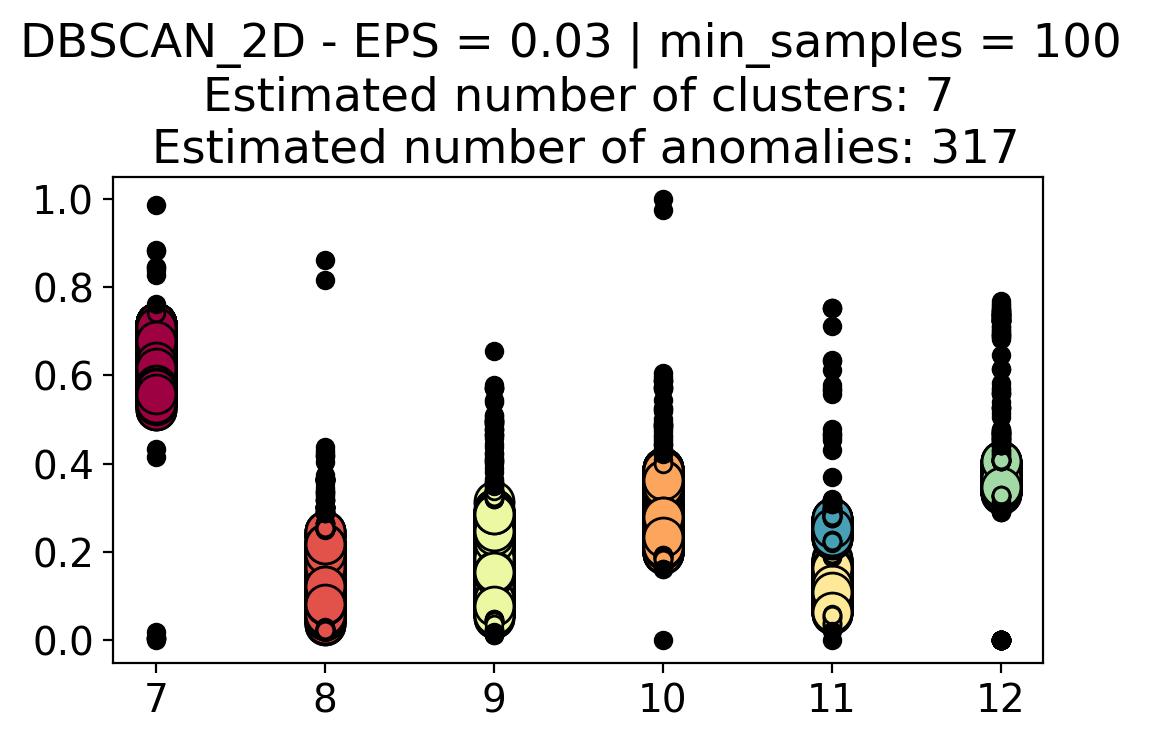 DBSCAN_2D - EPS = 0.03 | min_samples = 100
Estimated number of clusters: 7
Estimated number of anomalies: 317
1.0
0.8
0.6
0.4
0.2
0.0
7 8 9 10 11 12